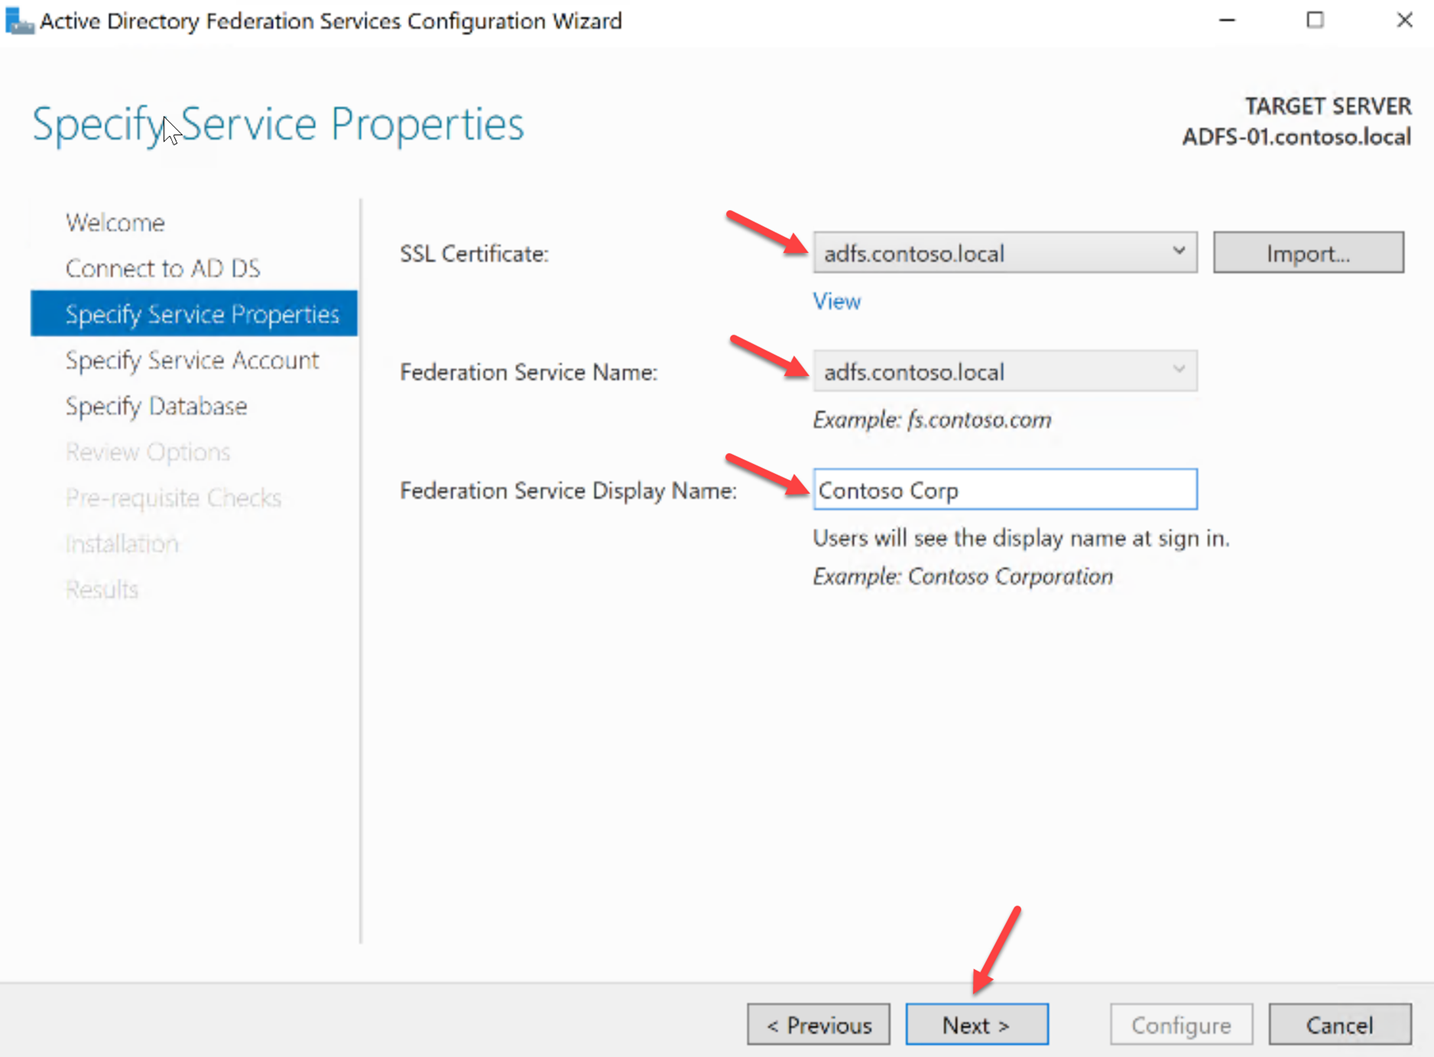 Active Directory Federation Services Configuration Wizard
Specify Service Properties
TARGET SERVER
ADFS-01.contoso.local
Welcome
Connect to AD DS
Specify Service Properties
Specify Service Account
Specify Database
Review Options
Pre-requisite Checks
Installation
Results
SSL Certificate:
adfs.contoso.local
Import...
View
Federation Service Name:
adfs.contoso.local
Example: fs.contoso.com
Federation Service Display Name:
Contoso Corp
Users will see the display name at sign in.
Example: Contoso Corporation
< Previous
Next >
Configure
Cancel